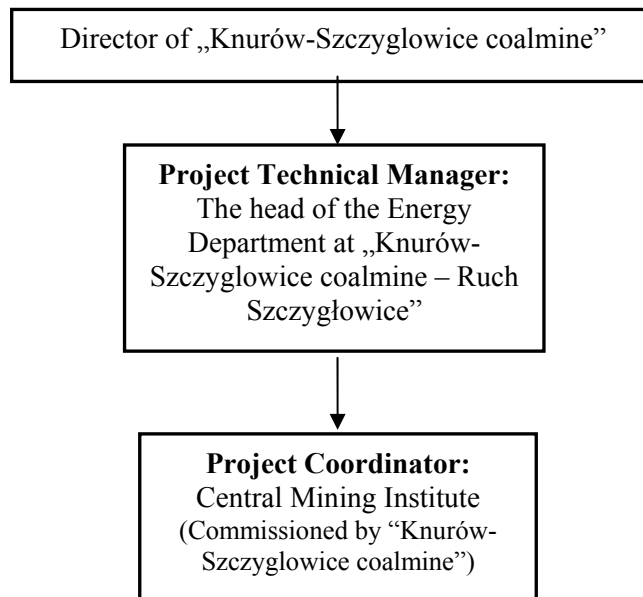 Director of „Knurów-Szczyglowice coalmine”
Project Technical Manager:
The head of the Energy
Department at „Knurów-
Szczyglowice coalmine – Ruch
Szczygłowice”
Project Coordinator:
Central Mining Institute
(Commissioned by “Knurów-
Szczyglowice coalmine”)